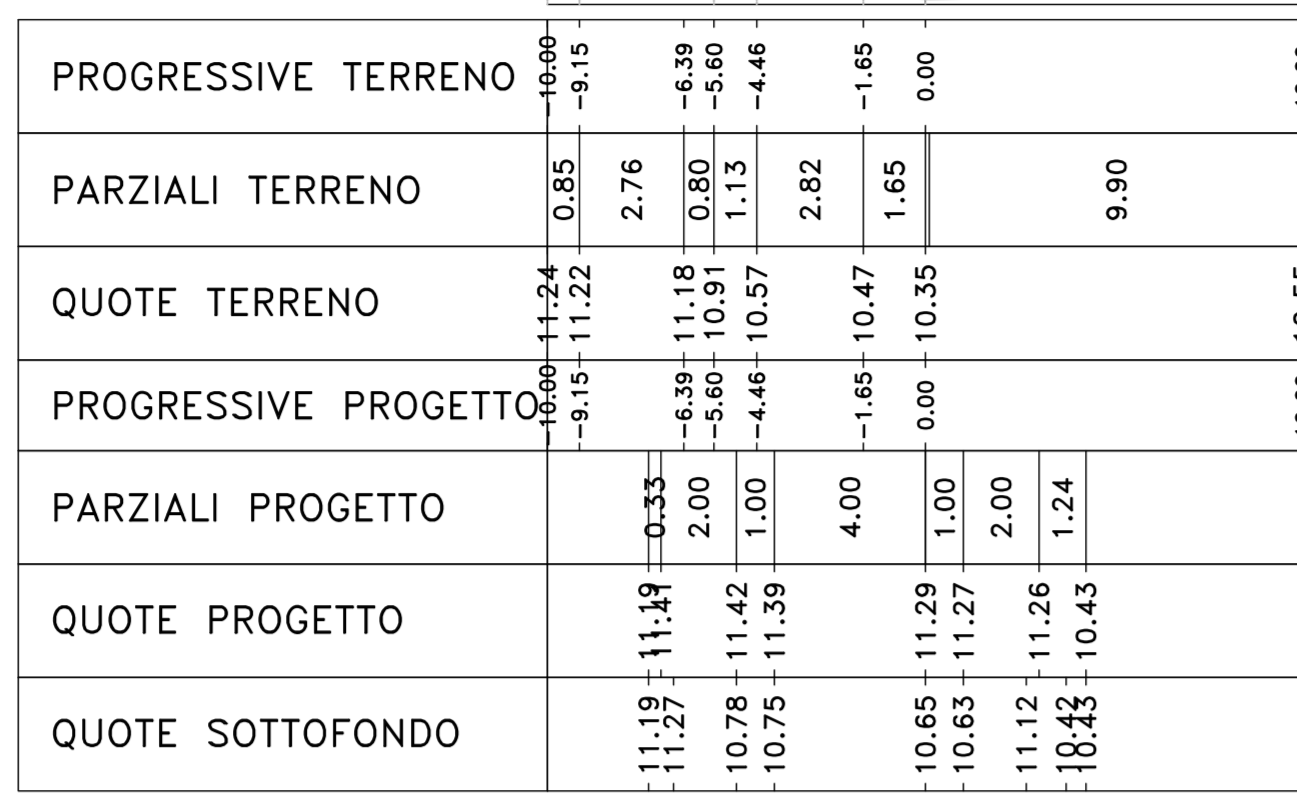 PROGRESSIVE TERRENO -10.00 -9.15 -6.39 -5.60 -4.46 -1.65 0.00
PARZIALI TERRENO 0.85 2.76 0.80 1.13 2.82 1.65 9.90
QUOTE TERRENO 11.24 11.22 11.18 10.91 10.57 10.47 10.35
PROGRESSIVE PROGETTO -10.00 -9.15 -6.39 -5.60 -4.46 -1.65 0.00
PARZIALI PROGETTO 0.33 2.00 1.00 4.00 1.00 2.00 1.24
QUOTE PROGETTO 11.19 11.41 11.42 11.39 11.29 11.27 11.26 10.43
QUOTE SOTTOFONDO 11.19 11.27 10.78 10.75 10.65 10.63 11.12 10.42 10.43